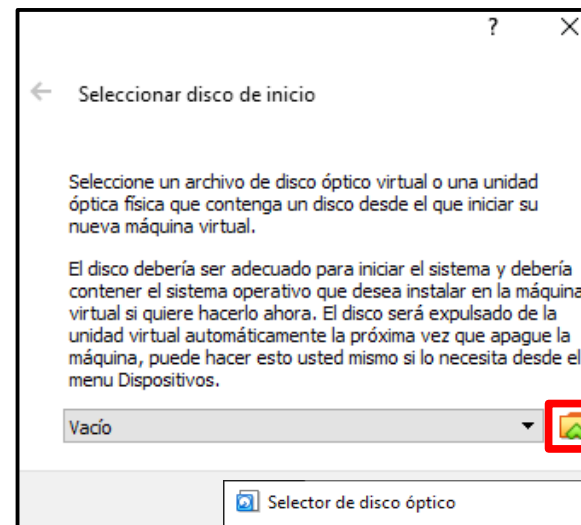 ?
Seleccionar disco de inicio
Seleccione un archivo de disco óptico virtual o una unidad
óptica física que contenga un disco desde el que iniciar su
nueva máquina virtual.
El disco debería ser adecuado para iniciar el sistema y debería
contener el sistema operativo que desea instalar en la máquina
virtual si quiere hacerlo ahora. El disco será expulsado de la
unidad virtual automáticamente la próxima vez que apague la
máquina, puede hacer esto usted mismo si lo necesita desde el
menu Dispositivos.
Vacío
Selector de disco óptico